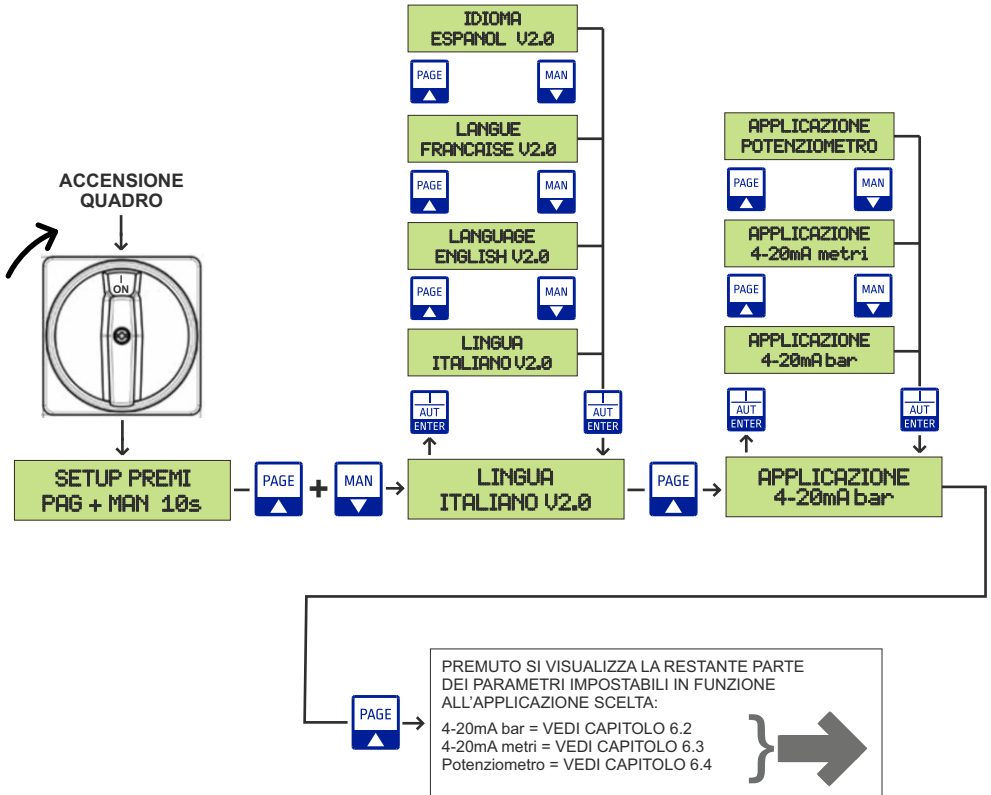 IDIOMA
ESPANOL V2.0
PAGE
MAN
LANGUE
FRANCAISE V2.0
PAGE
MAN
LANGUAGE
ENGLISH V2.0
PAGE
MAN
LINGUA
ITALIANO V2.0
I
AUT
ENTER
I
AUT
ENTER
APPLICAZIONE
POTENZIOMETRO
PAGE
MAN
APPLICAZIONE
4-20mA metri
PAGE
MAN
APPLICAZIONE
4-20mA bar
I
AUT
ENTER
I
AUT
ENTER
ACCENSIONE
QUADRO
I
ON
SETUP PREMI
PAG + MAN 10s
PAGE
+
MAN
LINGUA
ITALIANO V2.0
PAGE
APPLICAZIONE
4-20mA bar
PAGE
PREMUTO SI VISUALIZZA LA RESTANTE PARTE
DEI PARAMETRI IMPOSTABILI IN FUNZIONE
ALL'APPLICAZIONE SCELTA:
4-20mA bar = VEDI CAPITOLO 6.2
4-20mA metri = VEDI CAPITOLO 6.3
Potenziometro = VEDI CAPITOLO 6.4